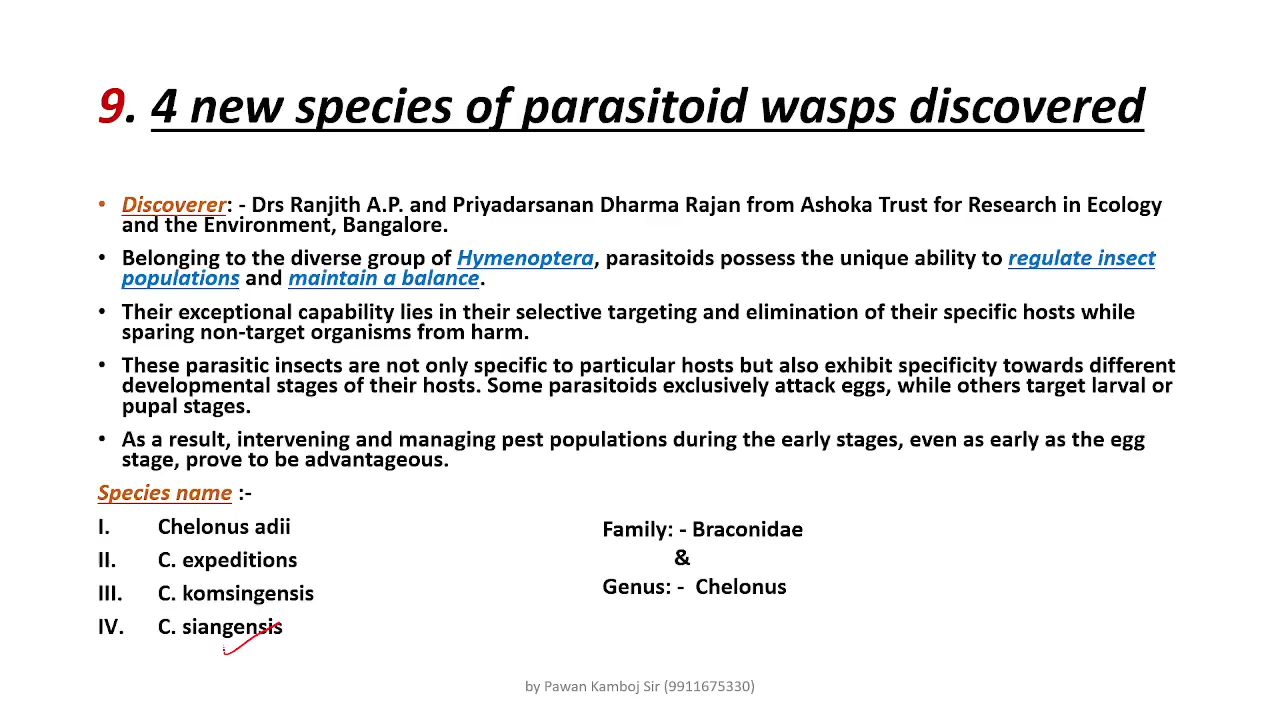 9. 4 new species of parasitoid wasps discovered
• Discoverer: - Drs Ranjith A.P. and Priyadarsanan Dharma Rajan from Ashoka Trust for Research in Ecology
and the Environment, Bangalore.
• Belonging to the diverse group of Hymenoptera, parasitoids possess the unique ability to regulate insect
populations and maintain a balance.
• Their exceptional capability lies in their selective targeting and elimination of their specific hosts while
sparing non-target organisms from harm.
• These parasitic insects are not only specific to particular hosts but also exhibit specificity towards different
developmental stages of their hosts. Some parasitoids exclusively attack eggs, while others target larval or
pupal stages.
• As a result, intervening and managing pest populations during the early stages, even as early as the egg
stage, prove to be advantageous.
Species name :-
I. Chelonus adii
II. C. expeditions
III. C. komsingensis
IV. C. siangensis
Family: - Braconidae
&
Genus: - Chelonus
by Pawan Kamboj Sir (9911675330)